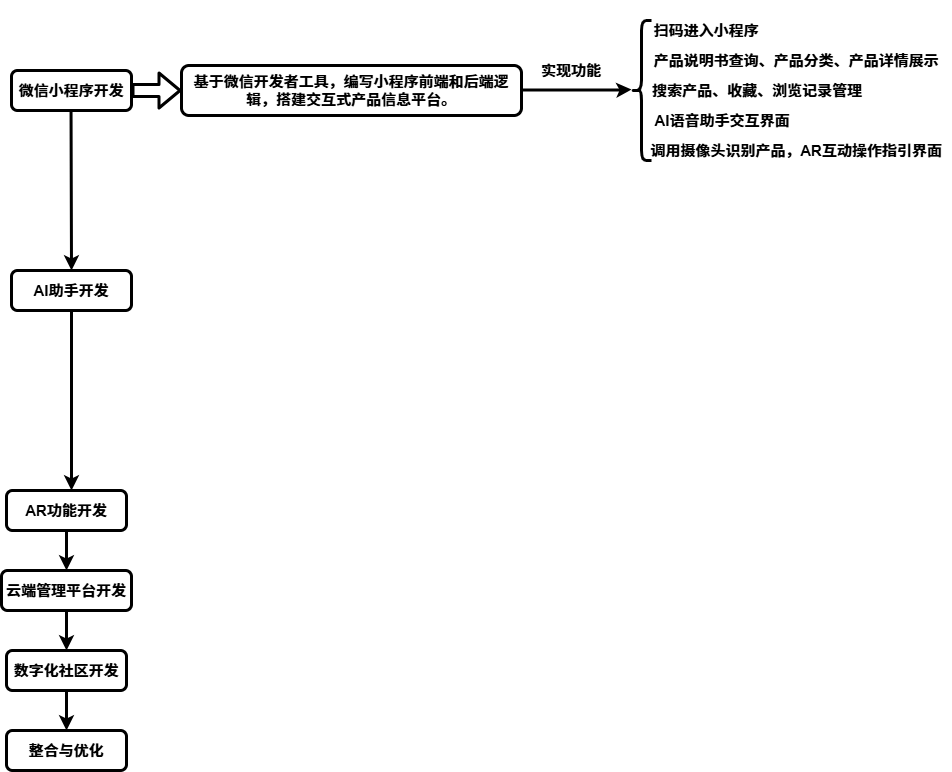 微信小程序开发
基于微信开发者工具，编写小程序前端和后端逻
辑，搭建交互式产品信息平台。
实现功能
扫码进入小程序
产品说明书查询、产品分类、产品详情展示
搜索产品、收藏、浏览记录管理
AI语音助手交互界面
调用摄像头识别产品，AR互动操作指引界面
AI助手开发
AR功能开发
云端管理平台开发
数字化社区开发
整合与优化